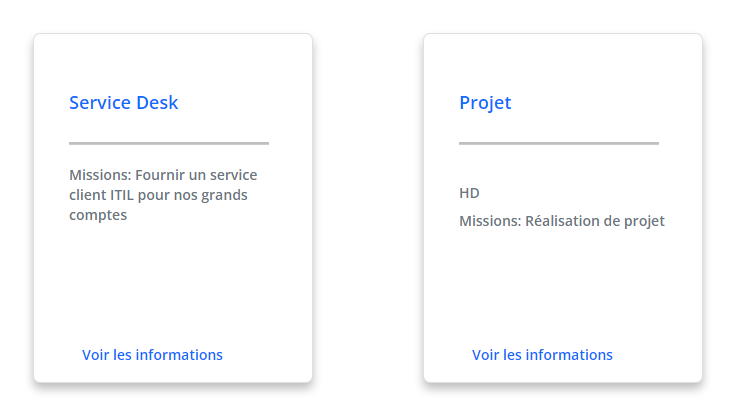 Service Desk
Missions: Fournir un service
client ITIL pour nos grands
comptes
Voir les informations
Projet
HD
Missions: Réalisation de projet
Voir les informations